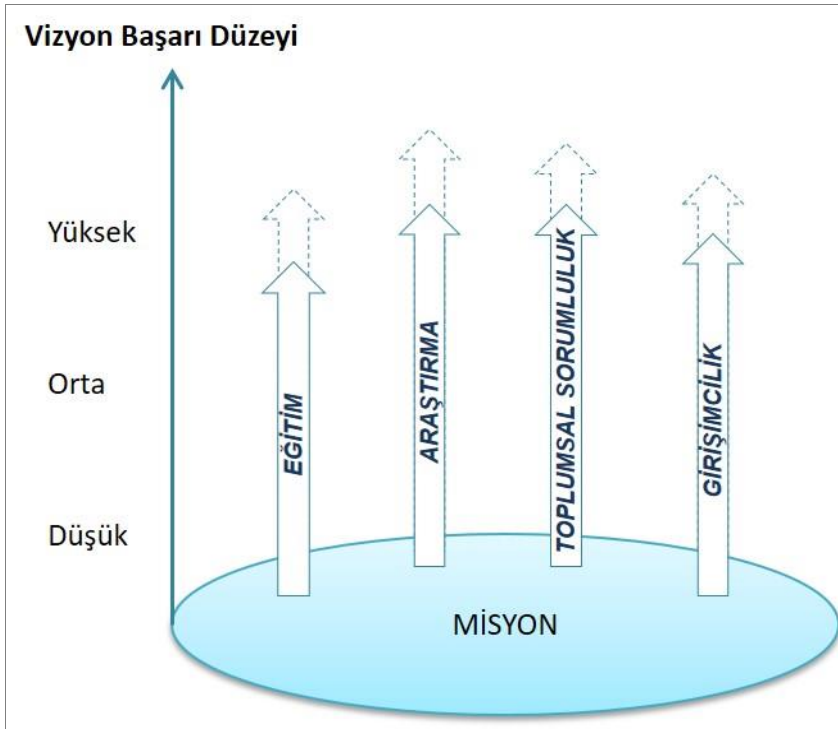 Vizyon Başarı Düzeyi
Yüksek
Orta
Düşük
EĞİTİM
ARAŞTIRMA
TOPLUMSAL SORUMLULUK
GİRİŞİMCİLİK
MİSYON